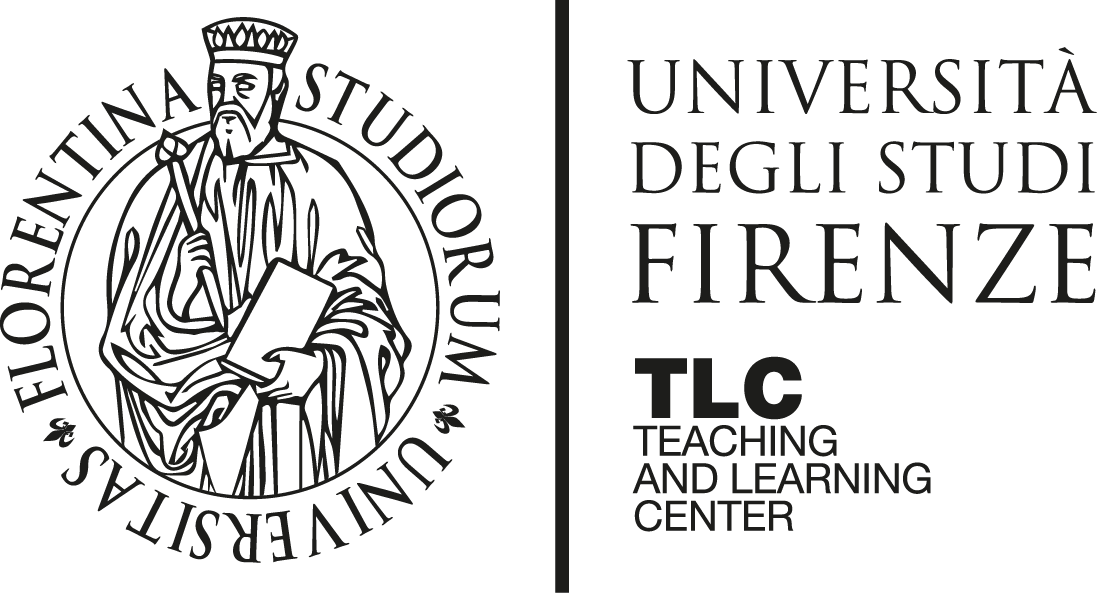 FLORENTINA STUDIORUM UNIVERSITAS
UNIVERSITÀ
DEGLI STUDI
FIRENZE
TLC
TEACHING
AND LEARNING
CENTER